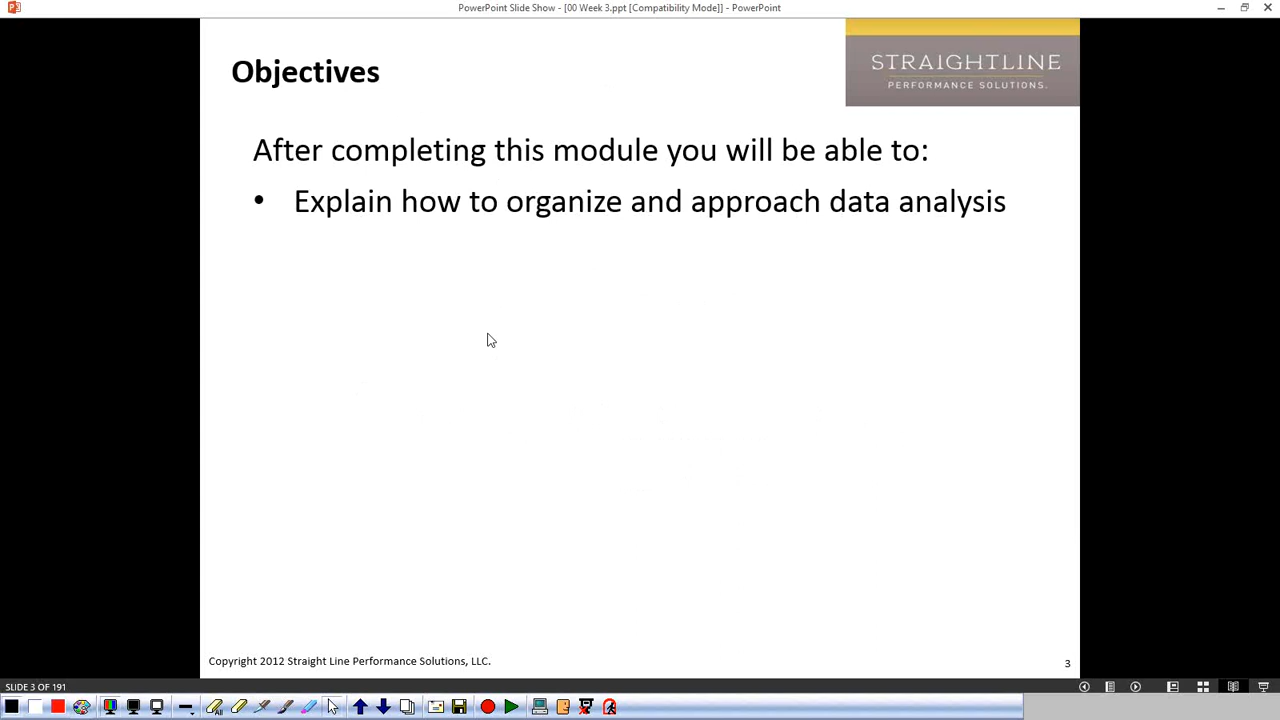 PowerPoint Slide Show - [00 Week 3.ppt [Compatibility Mode]] - PowerPoint
STRAIGHTLINE
PERFORMANCE SOLUTIONS.
Objectives
After completing this module you will be able to:
• Explain how to organize and approach data analysis
Copyright 2012 Straight Line Performance Solutions, LLC.
3
SLIDE 3 OF 191